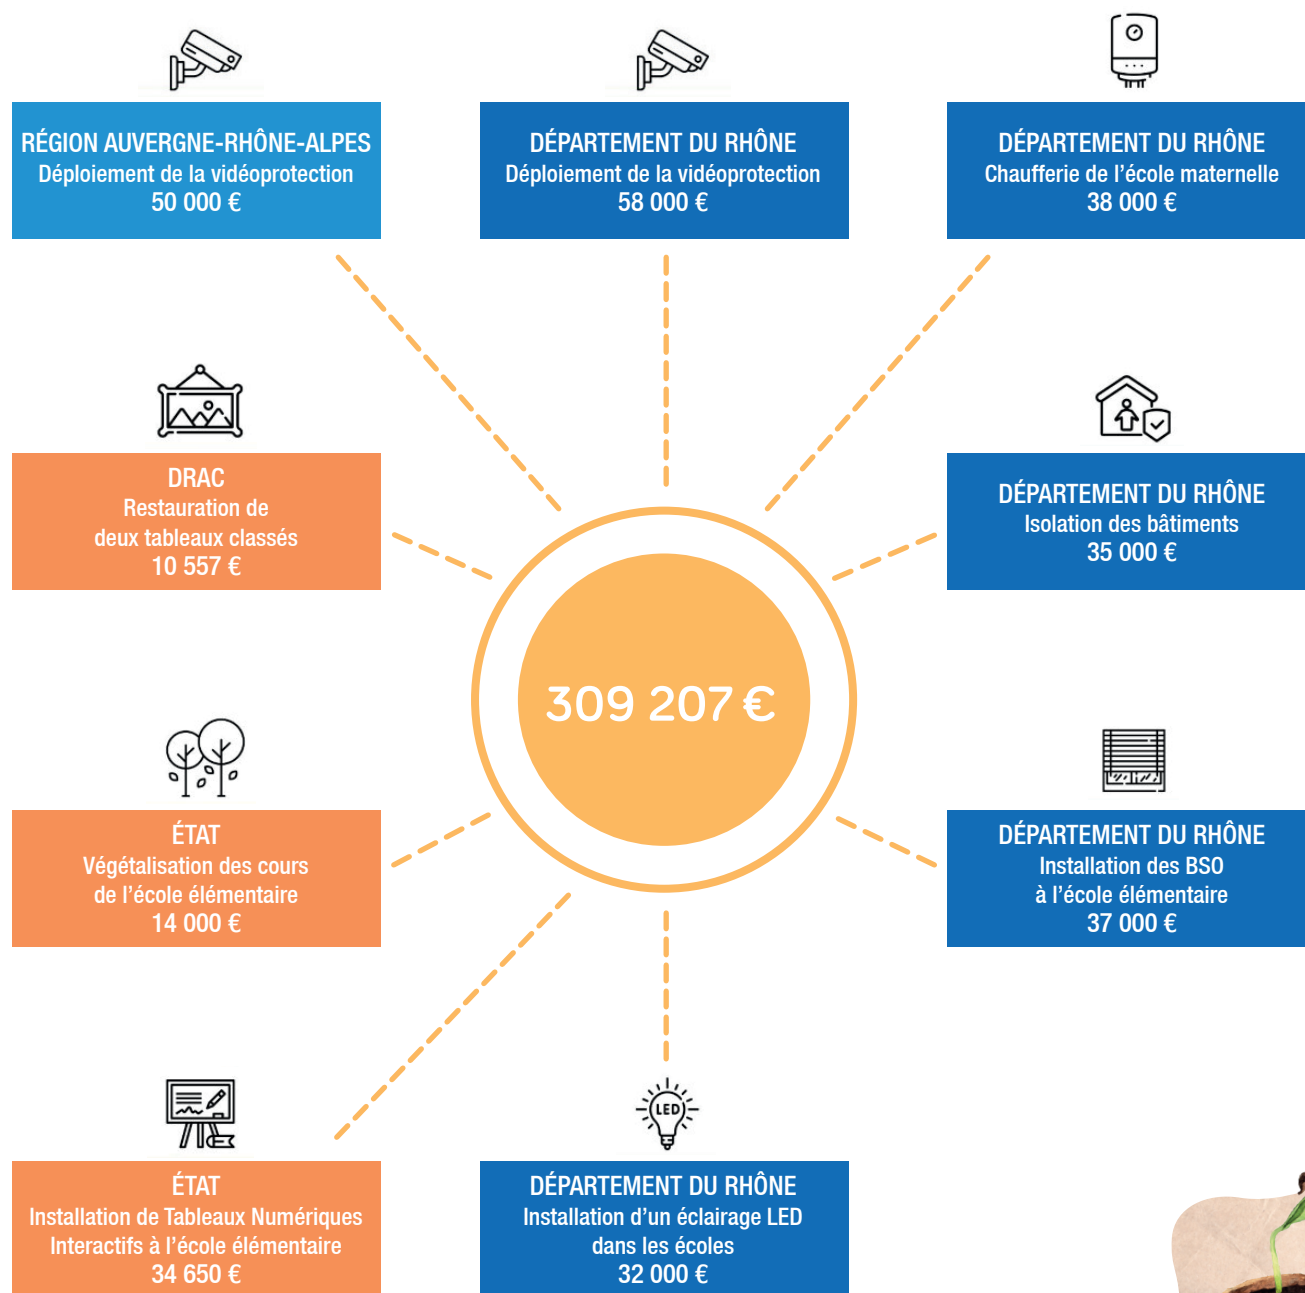 RÉGION AUVERGNE-RHÔNE-ALPES
Déploiement de la vidéoprotection
50 000 €
DÉPARTEMENT DU RHÔNE
Déploiement de la vidéoprotection
58 000 €
DÉPARTEMENT DU RHÔNE
Chaufferie de l'école maternelle
38 000 €
DRAC
Restauration de
deux tableaux classés
10 557 €
DÉPARTEMENT DU RHÔNE
Isolation des bâtiments
35 000 €
309 207 €
ÉTAT
Végétalisation des cours
de l'école élémentaire
14 000 €
DÉPARTEMENT DU RHÔNE
Installation des BSO
à l'école élémentaire
37 000 €
ÉTAT
Installation de Tableaux Numériques
Interactifs à l'école élémentaire
34 650 €
LED
DÉPARTEMENT DU RHÔNE
Installation d'un éclairage LED
dans les écoles
32 000 €